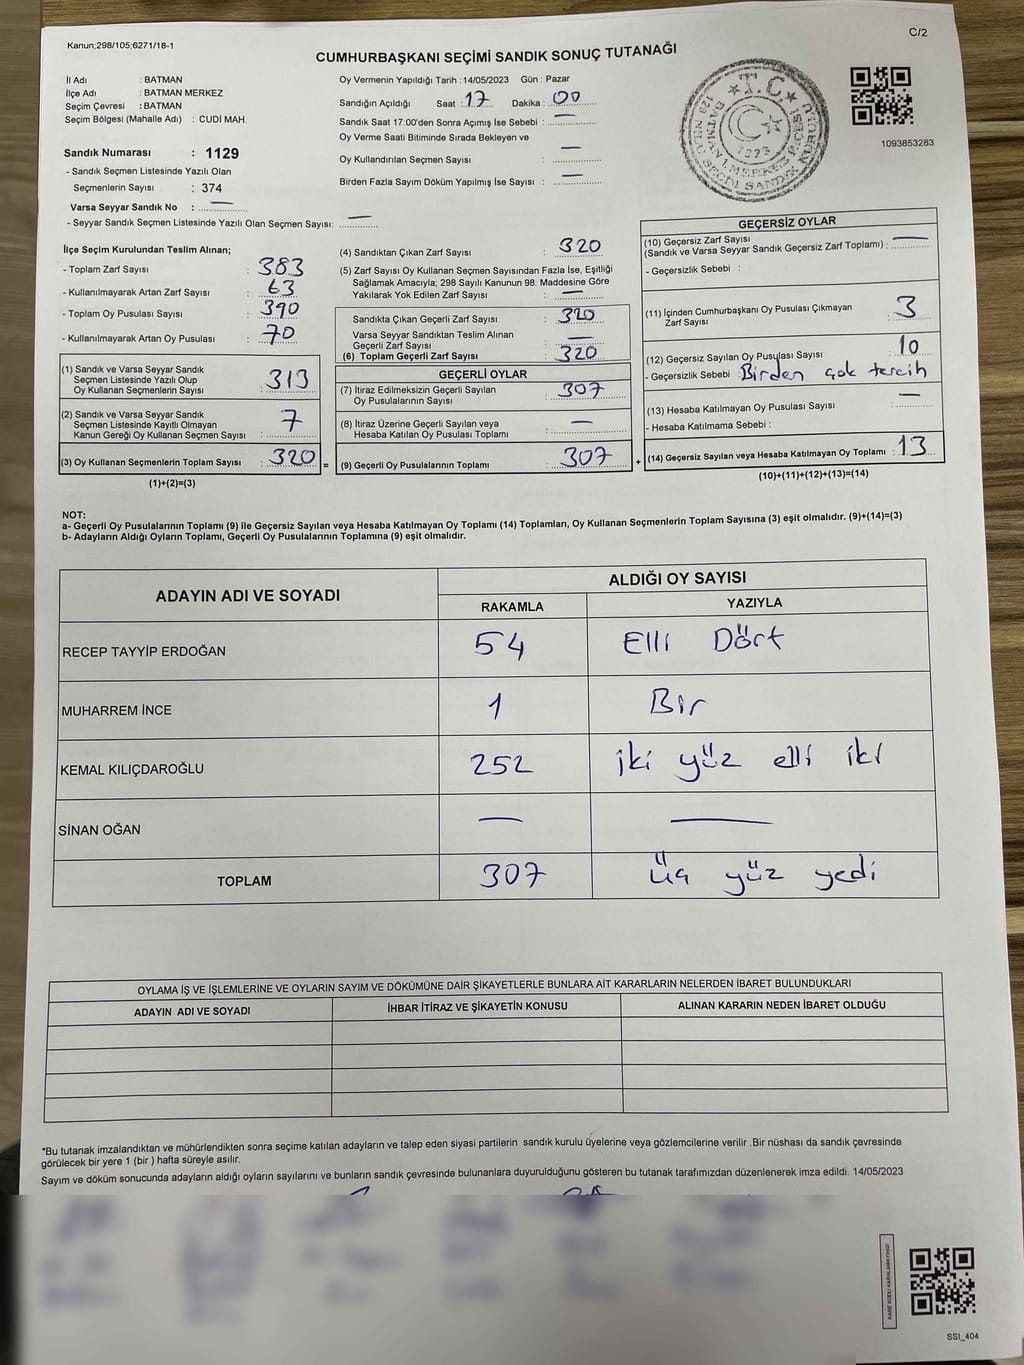 Kanun;298/105;6271/18-1
C/2
CUMHURBAŞKANI SEÇİMİ SANDIK SONUÇ TUTANAĞI
İl Adı : BATMAN
İlçe Adı : BATMAN MERKEZ
Seçim Çevresi : BATMAN
Seçim Bölgesi (Mahalle Adı) : CUDİ MAH.
Sandık Numarası : 1129
- Sandık Seçmen Listesinde Yazılı Olan
Seçmenlerin Sayısı : 374
Varsa Seyyar Sandık No : —
- Seyyar Sandık Seçmen Listesinde Yazılı Olan Seçmen Sayısı: —
Oy Vermenin Yapıldığı Tarih : 14/05/2023 Gün : Pazar
Sandığın Açıldığı Saat : 17 Dakika : 00
Sandık Saat 17:00'den Sonra Açımış İse Sebebi : —
Oy Verme Saati Bitiminde Sırada Bekleyen ve
Oy Kullandırılan Seçmen Sayısı : —
Birden Fazla Sayım Döküm Yapılmış İse Sayısı : —
T.C.
2023
1093853283
İlçe Seçim Kurulundan Teslim Alınan;
- Toplam Zarf Sayısı : 383
- Kullanılmayarak Artan Zarf Sayısı : 63
- Toplam Oy Pusulası Sayısı : 390
- Kullanılmayarak Artan Oy Pusulası : 70
(1) Sandık ve Varsa Seyyar Sandık
Seçmen Listesinde Yazılı Olup
Oy Kullanan Seçmenlerin Sayısı : 313
(2) Sandık ve Varsa Seyyar Sandık
Seçmen Listesinde Kayıtlı Olmayan
Kanun Gereği Oy Kullanan Seçmen Sayısı : 7
(3) Oy Kullanan Seçmenlerin Toplam Sayısı : 320 =
(1)+(2)=(3)
(4) Sandıktan Çıkan Zarf Sayısı : 320
(5) Zarf Sayısı Oy Kullanan Seçmen Sayısından Fazla İse, Eşitliği
Sağlamak Amacıyla; 298 Sayılı Kanunun 98. Maddesine Göre
Yakılarak Yok Edilen Zarf Sayısı : —
Sandıkta Çıkan Geçerli Zarf Sayısı : 320
Varsa Seyyar Sandıktan Teslim Alınan
Geçerli Zarf Sayısı : —
(6) Toplam Geçerli Zarf Sayısı : 320
GEÇERLİ OYLAR
(7) İtiraz Edilmeksizin Geçerli Sayılan
Oy Pusulalarının Sayısı : 307
(8) İtiraz Üzerine Geçerli Sayılan veya
Hesaba Katılan Oy Pusulası Toplamı : —
(9) Geçerli Oy Pusulalarının Toplamı : 307 +
GEÇERSİZ OYLAR
(10) Geçersiz Zarf Sayısı
(Sandık ve Varsa Seyyar Sandık Geçersiz Zarf Toplamı) : —
- Geçersizlik Sebebi :
(11) İçinden Cumhurbaşkanı Oy Pusulası Çıkmayan
Zarf Sayısı : 3
(12) Geçersiz Sayılan Oy Pusulası Sayısı : 10
- Geçersizlik Sebebi : Birden çok tercih
(13) Hesaba Katılmayan Oy Pusulası Sayısı : —
- Hesaba Katılmama Sebebi :
(14) Geçersiz Sayılan veya Hesaba Katılmayan Oy Toplamı : 13
(10)+(11)+(12)+(13)=(14)
NOT:
a- Geçerli Oy Pusulalarının Toplamı (9) ile Geçersiz Sayılan veya Hesaba Katılmayan Oy Toplamı (14) Toplamları, Oy Kullanan Seçmenlerin Toplam Sayısına (3) eşit olmalıdır. (9)+(14)=(3)
b- Adayların Aldığı Oyların Toplamı, Geçerli Oy Pusulalarının Toplamına (9) eşit olmalıdır.
ADAYIN ADI VE SOYADI
ALDIĞI OY SAYISI
RAKAMLA YAZIYLA
RECEP TAYYİP ERDOĞAN 54 Elli Dört
MUHARREM İNCE 1 Bir
KEMAL KILIÇDAROĞLU 252 iki yüz elli iki
SİNAN OĞAN — —
TOPLAM 307 üç yüz yedi
OYLAMA İŞ VE İŞLEMLERİNE VE OYLARIN SAYIM VE DÖKÜMÜNE DAİR ŞİKAYETLERLE BUNLARA AİT KARARLARIN NELERDEN İBARET BULUNDUKLARI
ADAYIN ADI VE SOYADI İHBAR İTİRAZ VE ŞİKAYETİN KONUSU ALINAN KARARIN NEDEN İBARET OLDUĞU
*Bu tutanak imzalandıktan ve mühürlendikten sonra seçime katılan adayların ve talep eden siyasi partilerin sandık kurulu üyelerine veya gözlemcilerine verilir .Bir nüshası da sandık çevresinde
görülecek bir yere 1 (bir ) hafta süreyle asılır.
Sayım ve döküm sonucunda adayların aldığı oyların sayılarını ve bunların sandık çevresinde bulunanlara duyurulduğunu gösteren bu tutanak tarafımızdan düzenlenerek imza edildi. 14/05/2023
KARE KODU KARALAMAYINIZ!
SSI_404